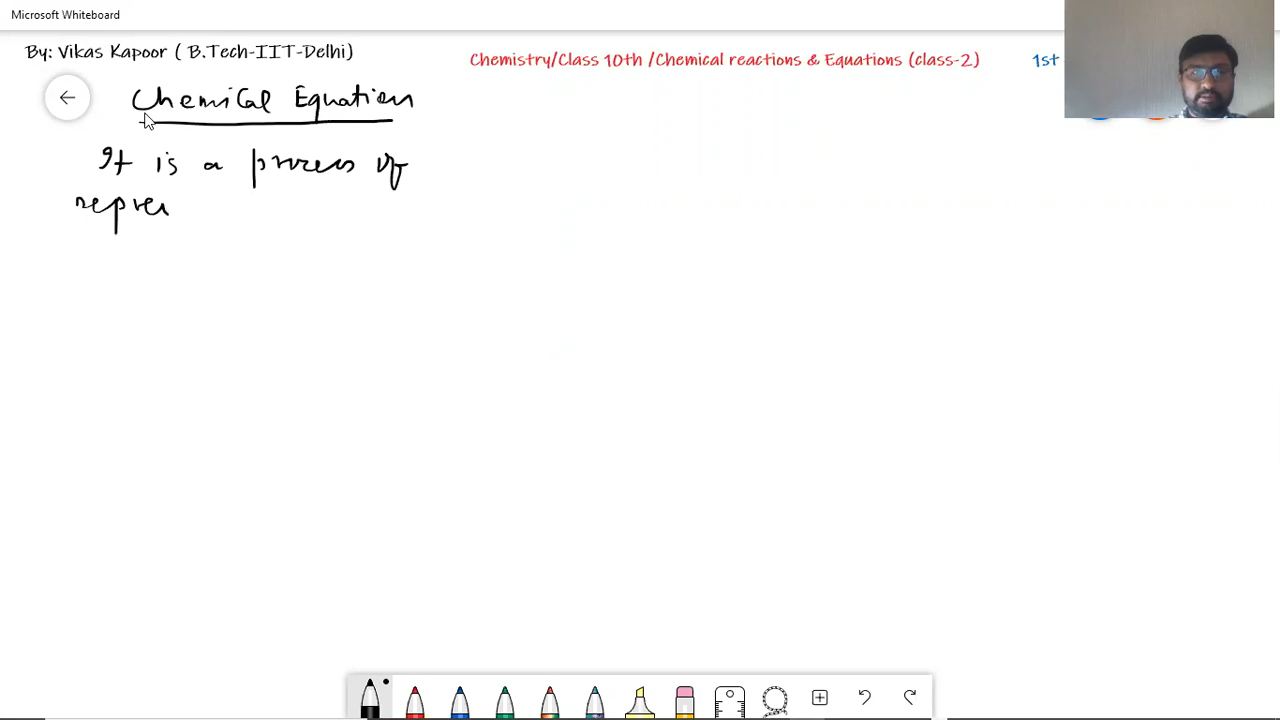 Microsoft Whiteboard
By: Vikas Kapoor ( B.Tech-IIT-Delhi)
Chemistry/Class 10th /Chemical reactions & Equations (class-2)
1st
Chemical Equation
It is a process of
repre